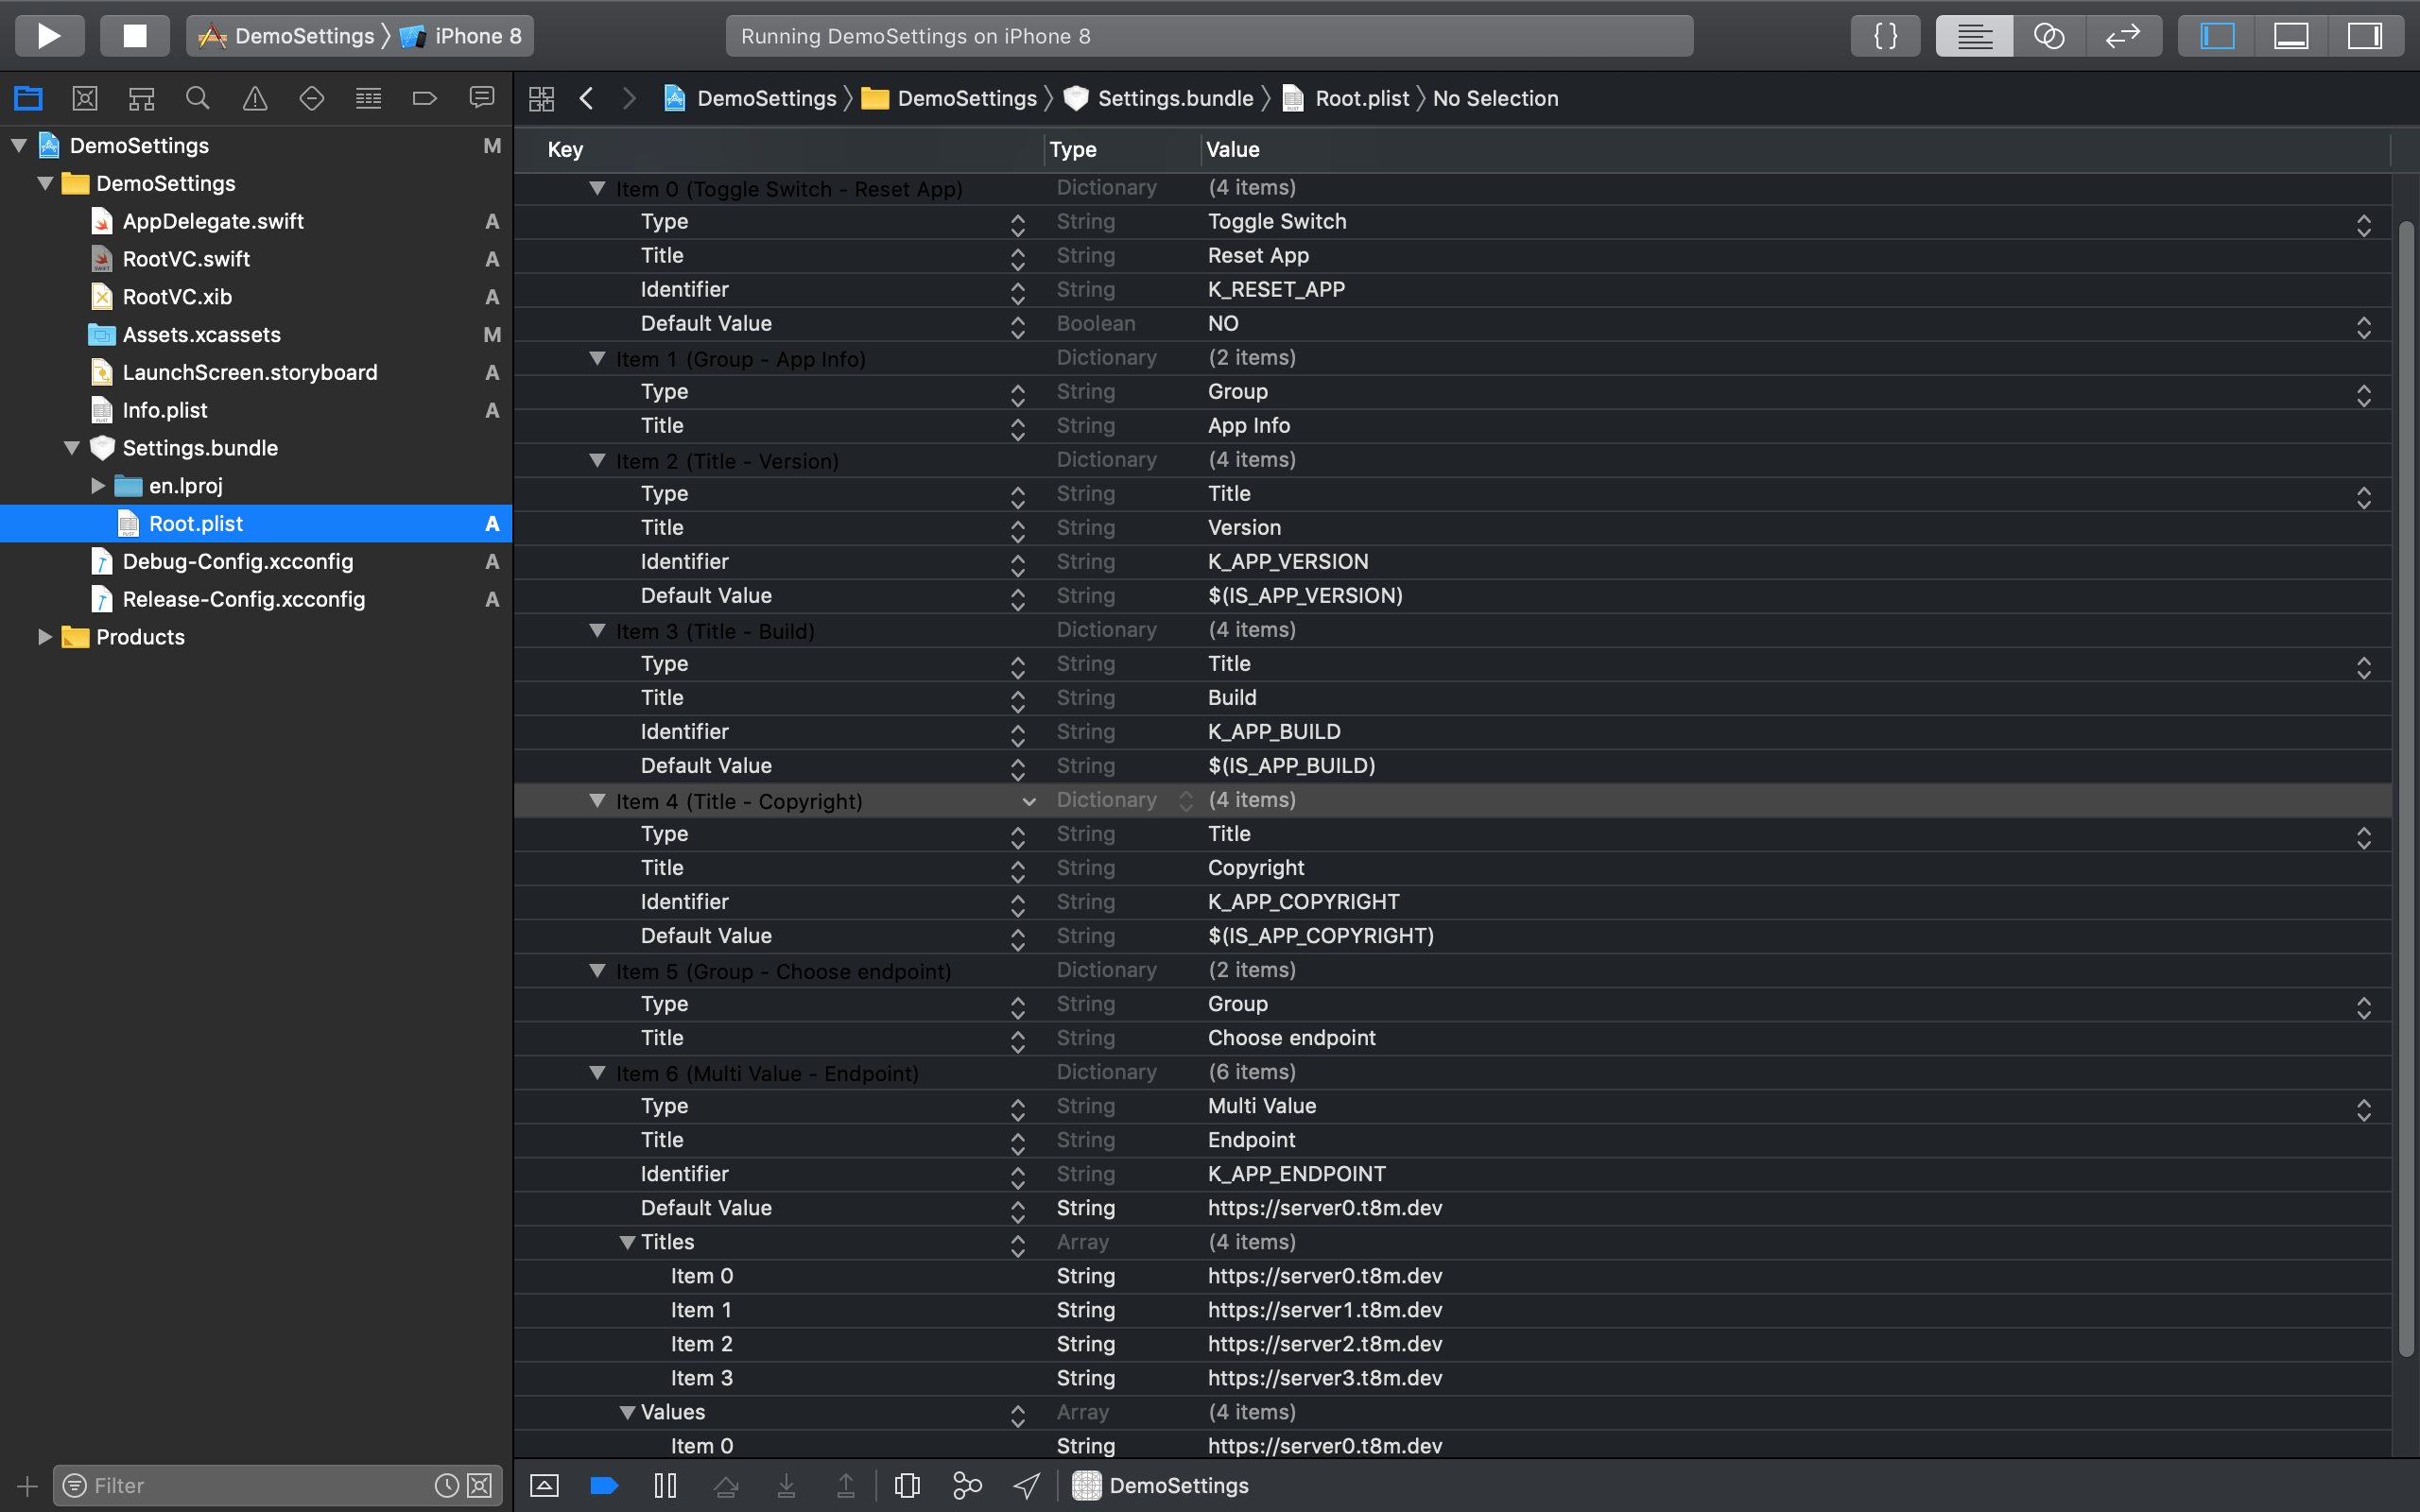 DemoSettings 〉 iPhone 8
Running DemoSettings on iPhone 8
{ }
DemoSettings 〉 DemoSettings 〉 Settings.bundle 〉 Root.plist 〉 No Selection
DemoSettings M
DemoSettings
AppDelegate.swift A
RootVC.swift A
RootVC.xib A
Assets.xcassets M
LaunchScreen.storyboard A
Info.plist A
Settings.bundle
en.lproj
Root.plist A
Debug-Config.xcconfig A
Release-Config.xcconfig A
Products
Filter
Key Type Value
Item 0 (Toggle Switch - Reset App) Dictionary (4 items)
Type String Toggle Switch
Title String Reset App
Identifier String K_RESET_APP
Default Value Boolean NO
Item 1 (Group - App Info) Dictionary (2 items)
Type String Group
Title String App Info
Item 2 (Title - Version) Dictionary (4 items)
Type String Title
Title String Version
Identifier String K_APP_VERSION
Default Value String $(IS_APP_VERSION)
Item 3 (Title - Build) Dictionary (4 items)
Type String Title
Title String Build
Identifier String K_APP_BUILD
Default Value String $(IS_APP_BUILD)
Item 4 (Title - Copyright) Dictionary (4 items)
Type String Title
Title String Copyright
Identifier String K_APP_COPYRIGHT
Default Value String $(IS_APP_COPYRIGHT)
Item 5 (Group - Choose endpoint) Dictionary (2 items)
Type String Group
Title String Choose endpoint
Item 6 (Multi Value - Endpoint) Dictionary (6 items)
Type String Multi Value
Title String Endpoint
Identifier String K_APP_ENDPOINT
Default Value String https://server0.t8m.dev
Titles Array (4 items)
Item 0 String https://server0.t8m.dev
Item 1 String https://server1.t8m.dev
Item 2 String https://server2.t8m.dev
Item 3 String https://server3.t8m.dev
Values Array (4 items)
Item 0 String https://server0.t8m.dev
DemoSettings